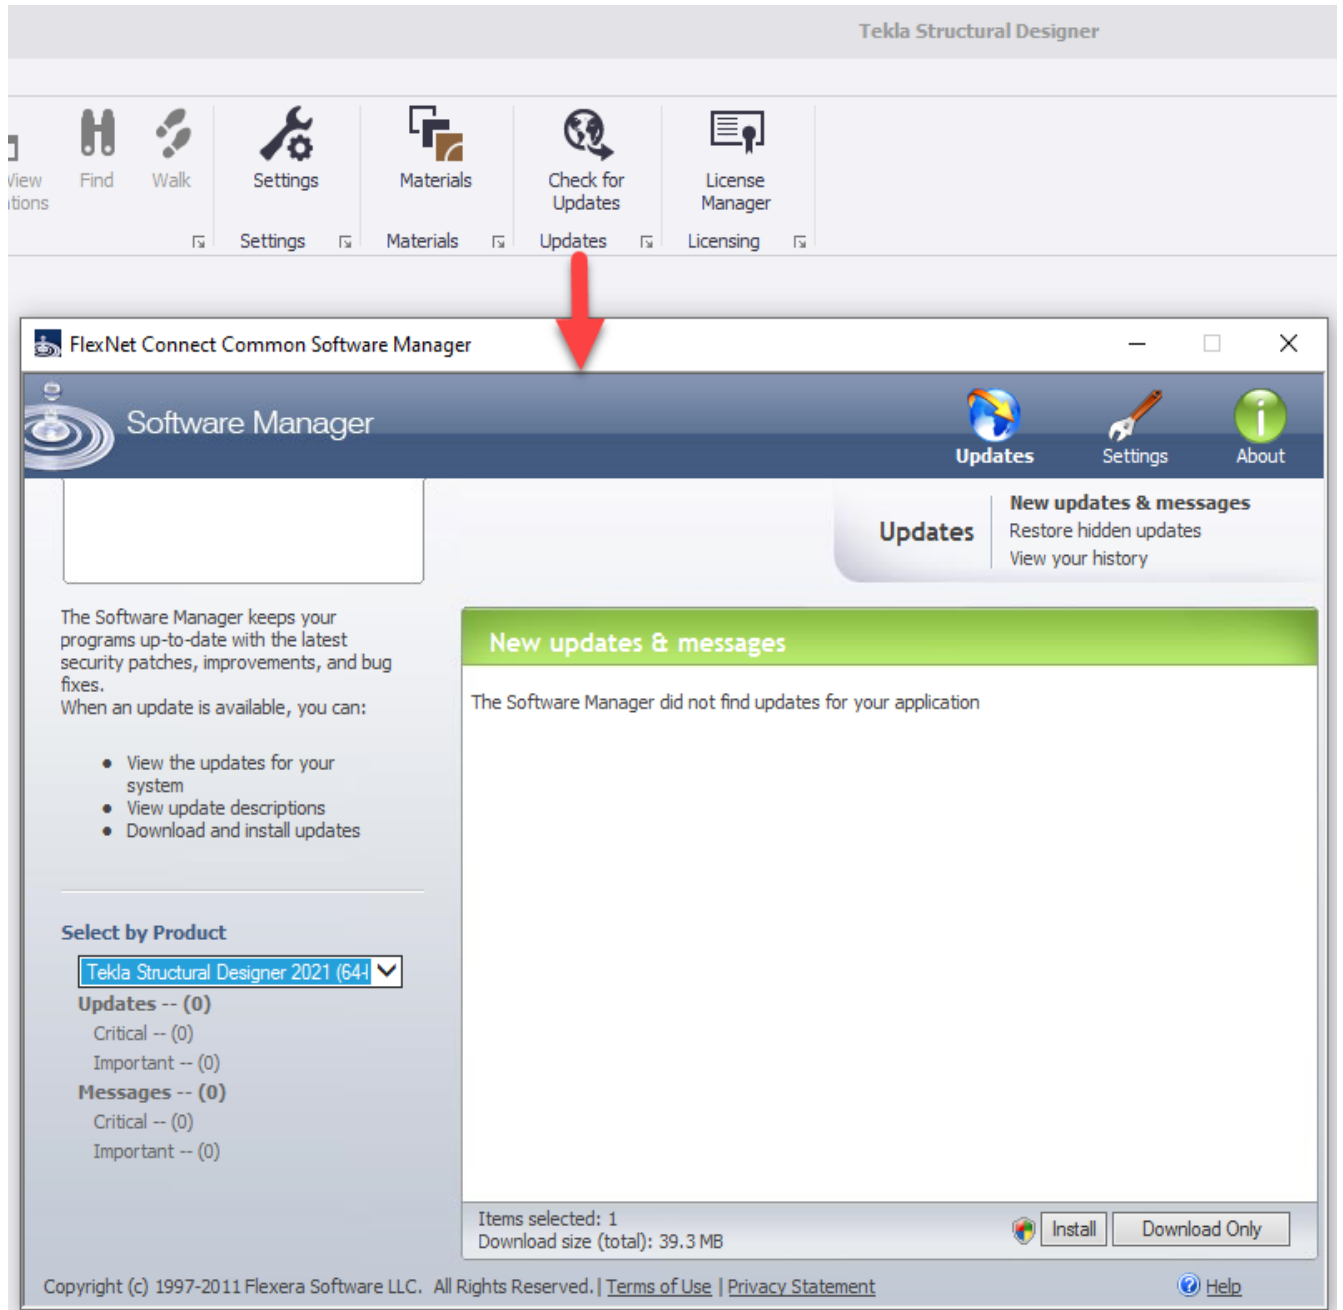 Tekla Structural Designer
View Find Walk Settings Materials Check for Updates License Manager
Settings Materials Updates Licensing
FlexNet Connect Common Software Manager
Software Manager
Updates Settings About
Updates
New updates & messages
Restore hidden updates
View your history
The Software Manager keeps your
programs up-to-date with the latest
security patches, improvements, and bug
fixes.
When an update is available, you can:
● View the updates for your
system
● View update descriptions
● Download and install updates
Select by Product
Tekla Structural Designer 2021 (64-
Updates -- (0)
Critical -- (0)
Important -- (0)
Messages -- (0)
Critical -- (0)
Important -- (0)
New updates & messages
The Software Manager did not find updates for your application
Items selected: 1
Download size (total): 39.3 MB
Install Download Only
Copyright (c) 1997-2011 Flexera Software LLC. All Rights Reserved. | Terms of Use | Privacy Statement
Help